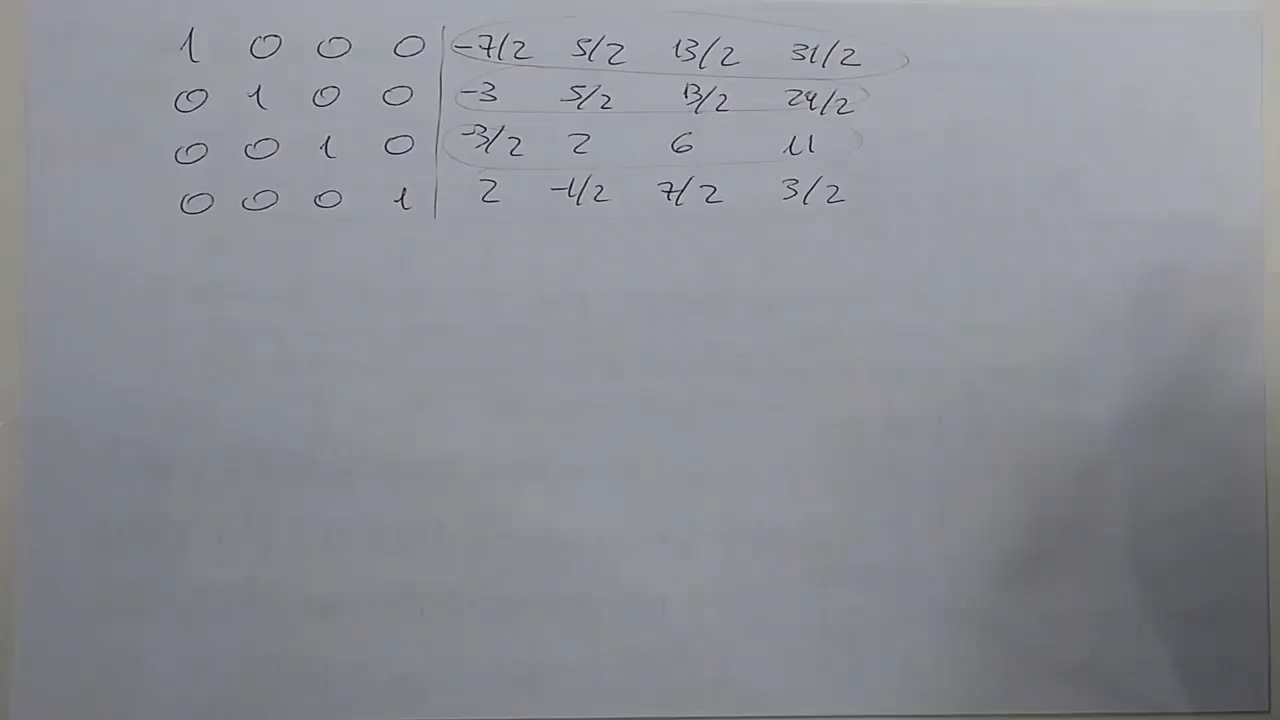 1 0 0 0 | -7/2 5/2 13/2 31/2
0 1 0 0 | -3 5/2 13/2 29/2
0 0 1 0 | -3/2 2 6 11
0 0 0 1 | 2 -1/2 7/2 3/2